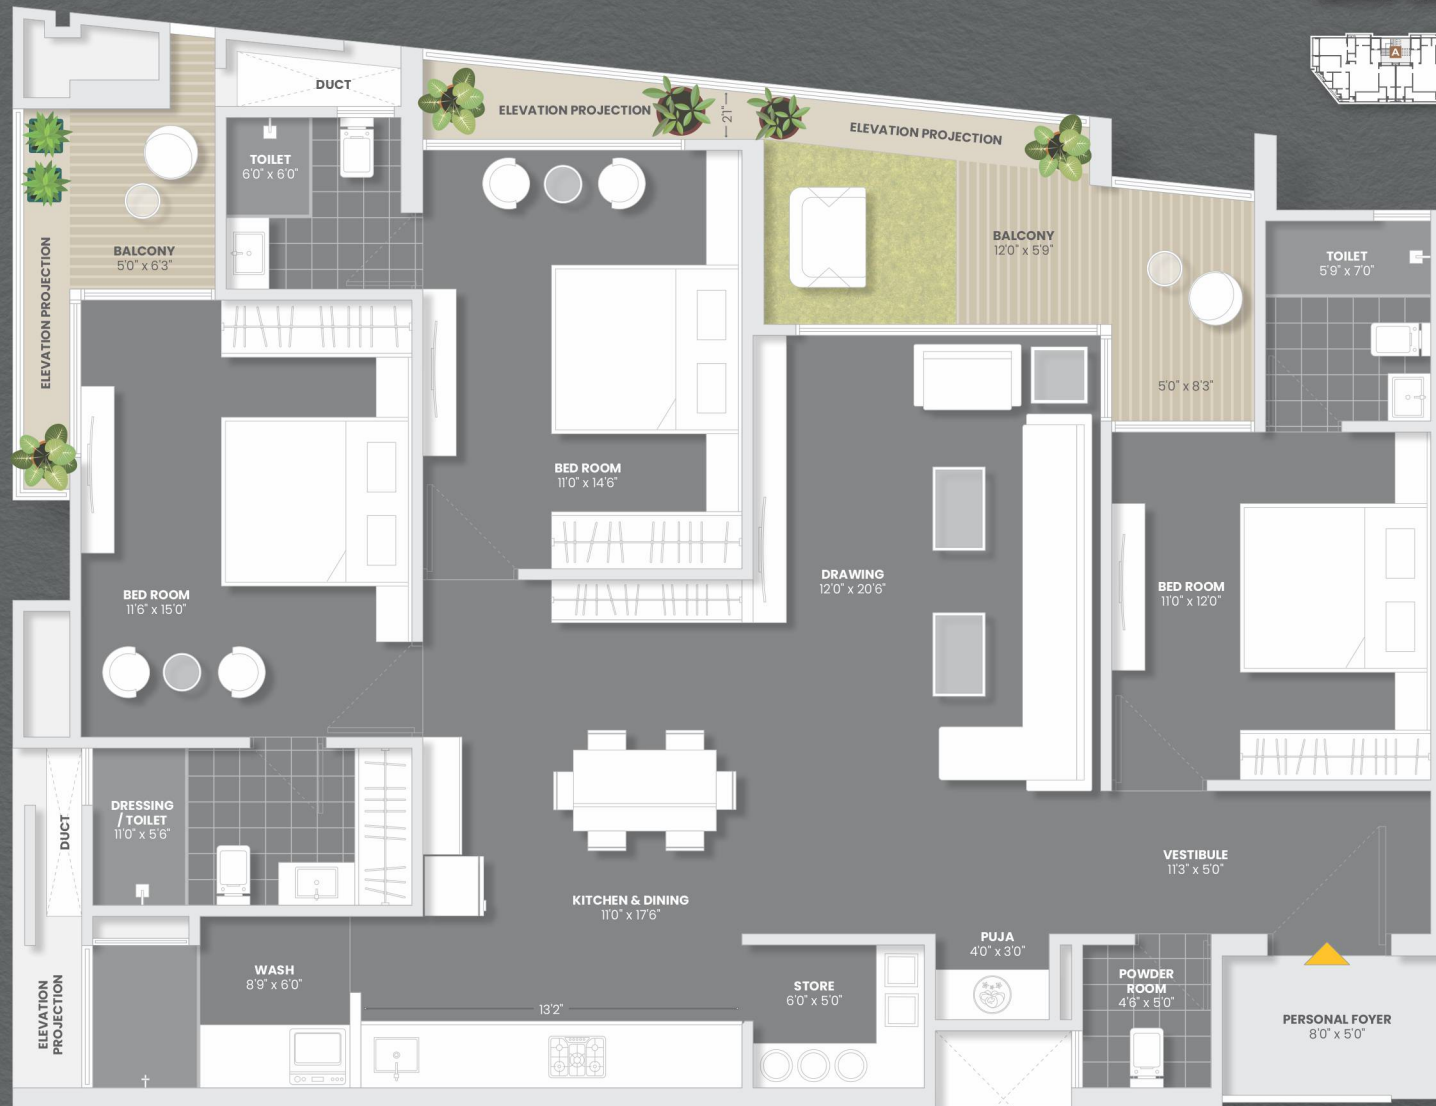 A
DUCT
ELEVATION PROJECTION
2'1"
ELEVATION PROJECTION
TOILET
6'0" x 6'0"
BALCONY
5'0" x 6'3"
BALCONY
12'0" x 5'9"
TOILET
5'9" x 7'0"
ELEVATION PROJECTION
5'0" x 8'3"
BED ROOM
11'0" x 14'6"
BED ROOM
11'6" x 15'0"
DRAWING
12'0" x 20'6"
BED ROOM
11'0" x 12'0"
DUCT
DRESSING
/ TOILET
11'0" x 5'6"
VESTIBULE
11'3" x 5'0"
KITCHEN & DINING
11'0" x 17'6"
PUJA
4'0" x 3'0"
WASH
8'9" x 6'0"
STORE
6'0" x 5'0"
POWDER
ROOM
4'6" x 5'0"
13'2"
ELEVATION
PROJECTION
PERSONAL FOYER
8'0" x 5'0"